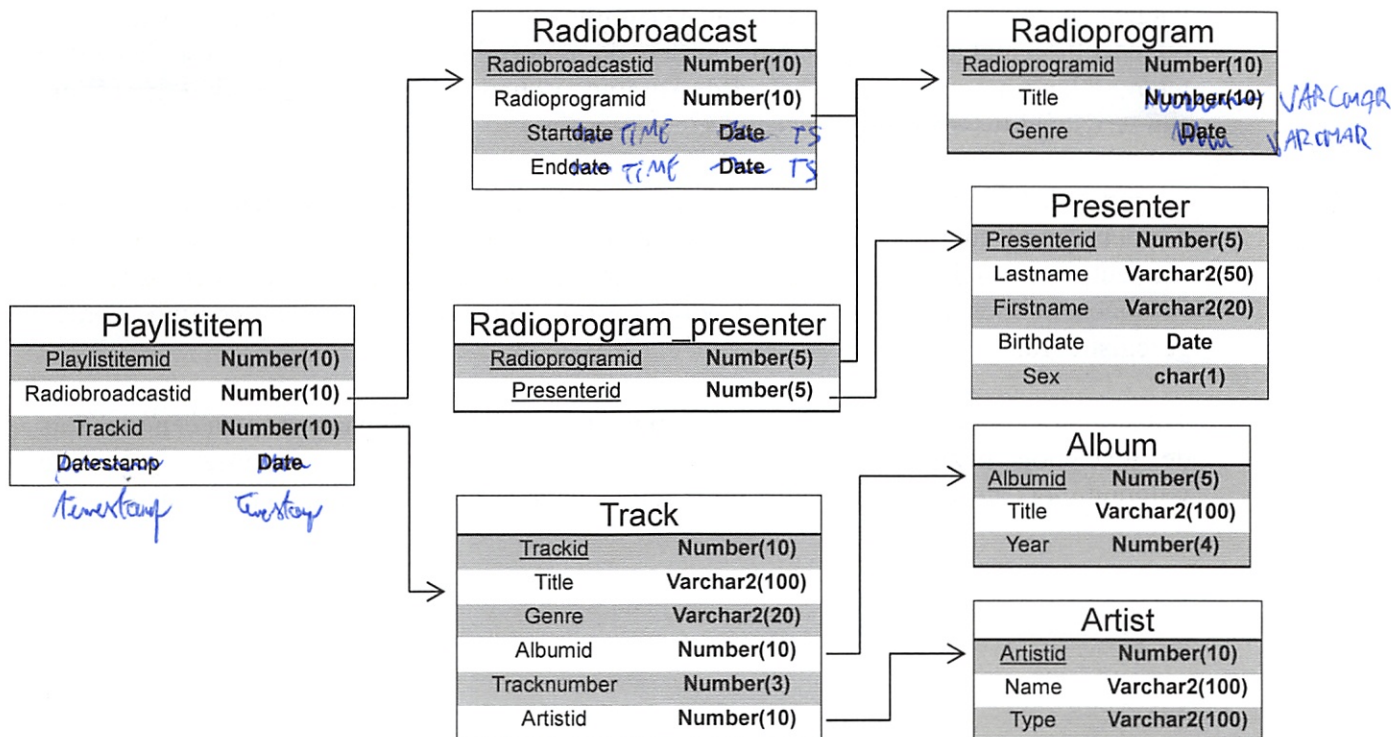 Radiobroadcast
Radiobroadcastid Number(10)
Radioprogramid Number(10)
Startdate TIME Date TS
Enddate TIME Date TS
Radioprogram
Radioprogramid Number(10)
Title Number(10) VARCHAR
Genre Date VARCHAR
Presenter
Presenterid Number(5)
Lastname Varchar2(50)
Firstname Varchar2(20)
Birthdate Date
Sex char(1)
Playlistitem
Playlistitemid Number(10)
Radiobroadcastid Number(10)
Trackid Number(10)
Datestamp Date
timestamp Timestamp
Radioprogram_presenter
Radioprogramid Number(5)
Presenterid Number(5)
Track
Trackid Number(10)
Title Varchar2(100)
Genre Varchar2(20)
Albumid Number(10)
Tracknumber Number(3)
Artistid Number(10)
Album
Albumid Number(5)
Title Varchar2(100)
Year Number(4)
Artist
Artistid Number(10)
Name Varchar2(100)
Type Varchar2(100)